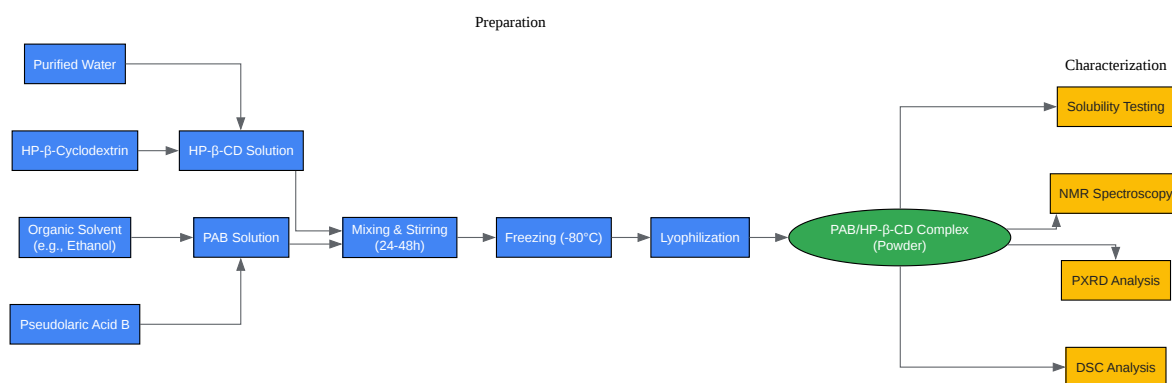 Preparation
Characterization
Purified Water
Solubility Testing
HP-β-Cyclodextrin
HP-β-CD Solution
NMR Spectroscopy
Organic Solvent
(e.g., Ethanol)
PAB Solution
Mixing & Stirring
(24-48h)
Freezing (-80°C)
Lyophilization
PAB/HP-β-CD Complex
(Powder)
PXRD Analysis
Pseudolaric Acid B
DSC Analysis